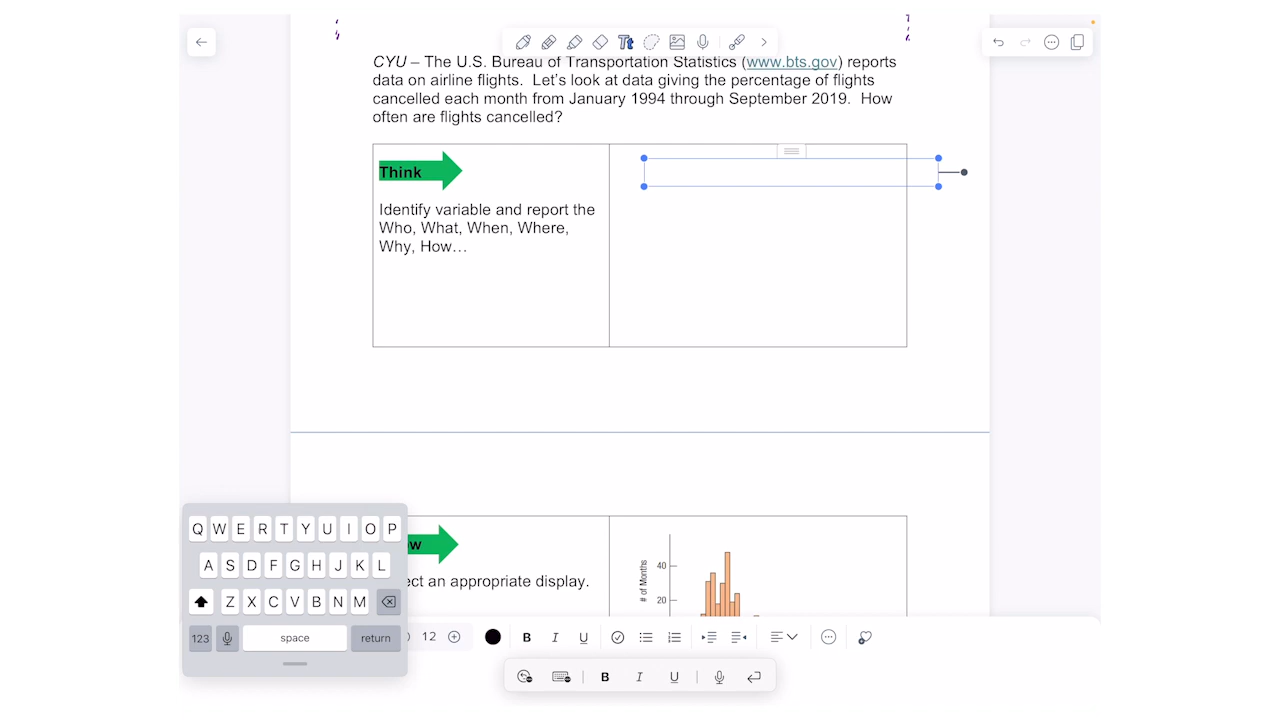 Tt
CYU – The U.S. Bureau of Transportation Statistics (www.bts.gov) reports
data on airline flights.  Let's look at data giving the percentage of flights
cancelled each month from January 1994 through September 2019.  How
often are flights cancelled?
Think
Identify variable and report the
Who, What, When, Where,
Why, How…
w
ect an appropriate display.
# of Months
40
20
Q W E R T Y U I O P
A S D F G H J K L
Z X C V B N M
123 space return
12 B I U
B I U